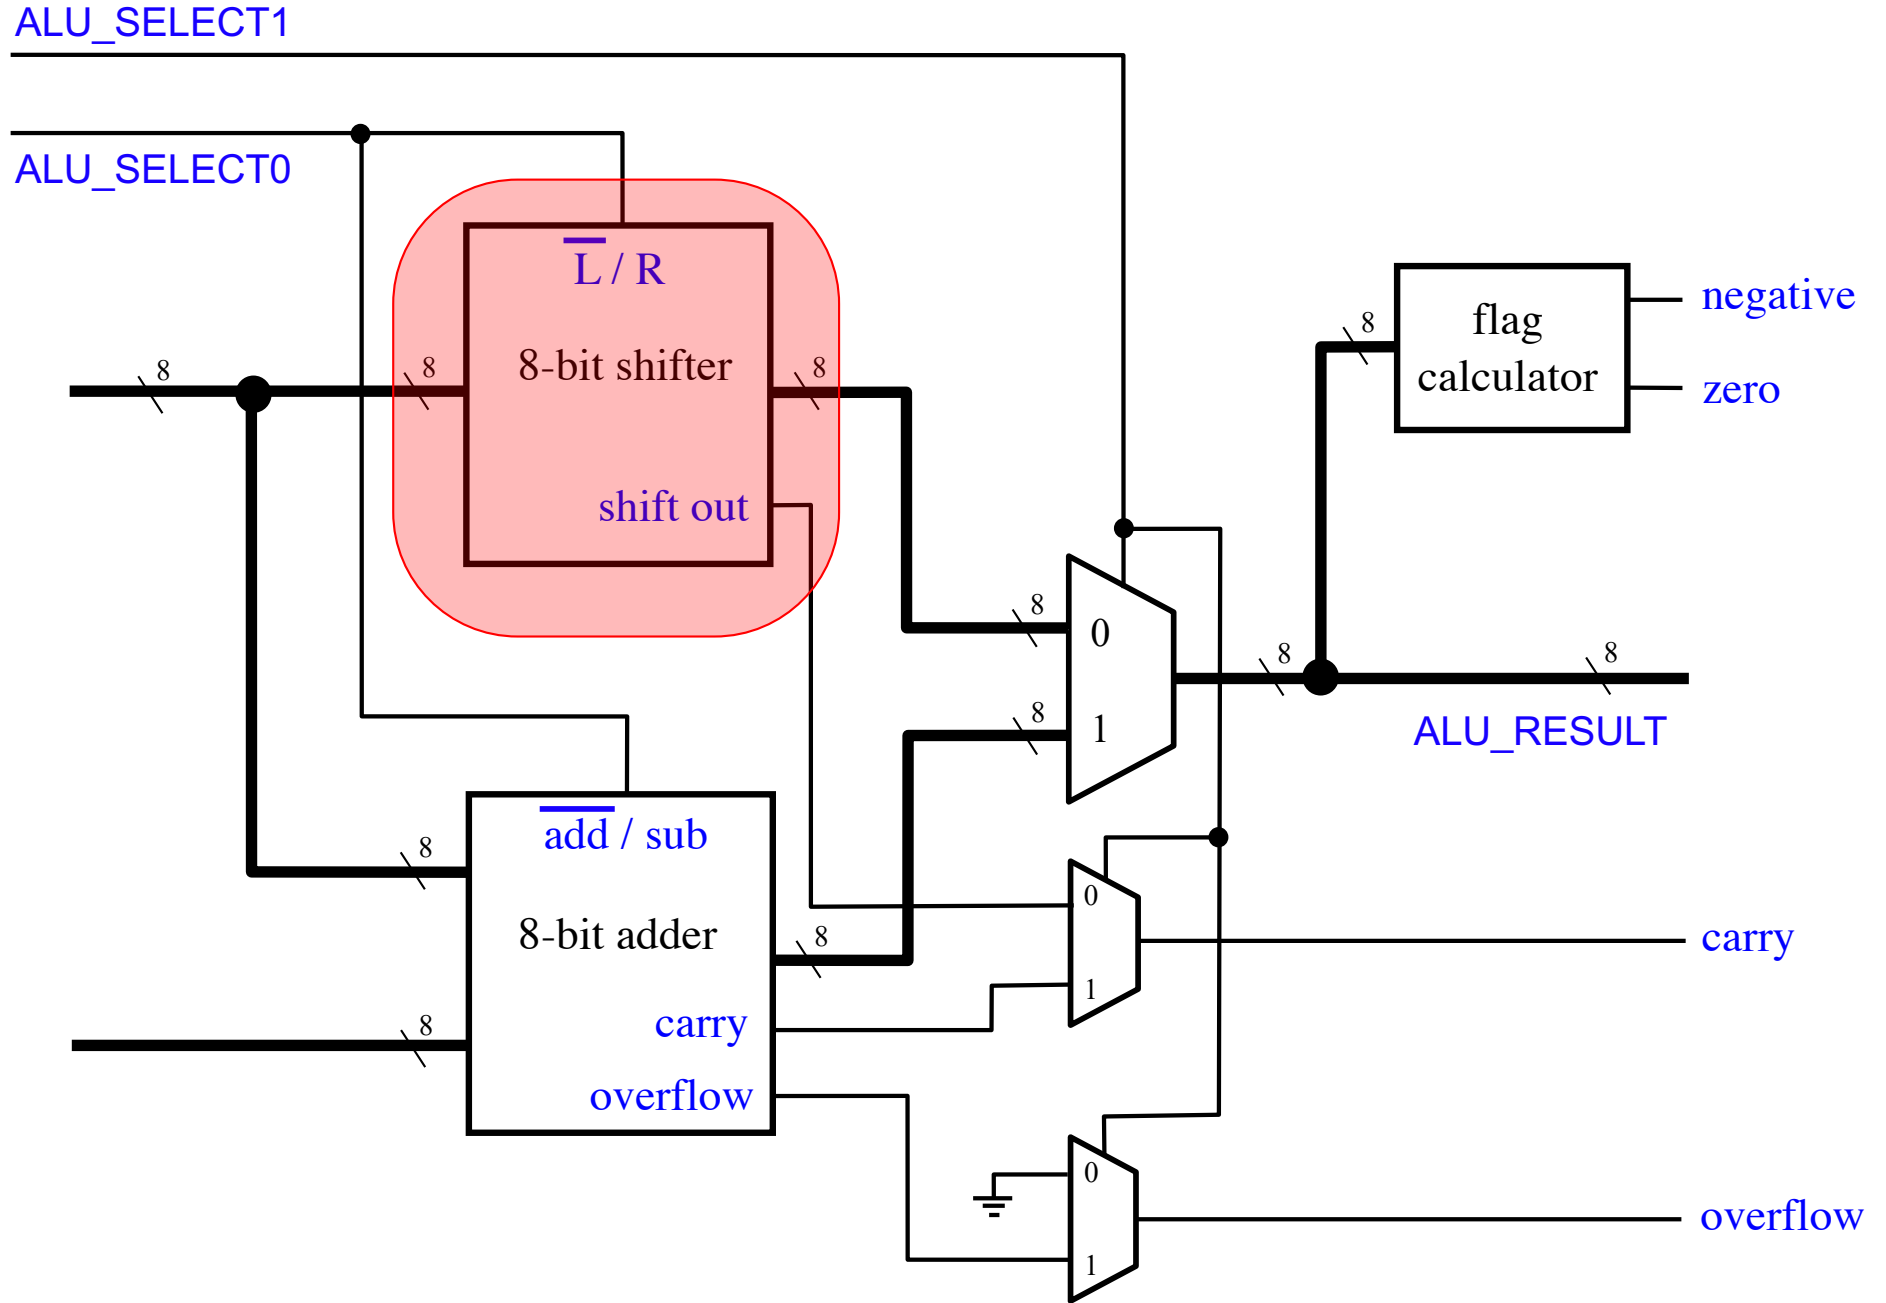 ALU_SELECT1
ALU_SELECT0
L / R
8-bit shifter
shift out
8
8
8
8
8
0
1
8
8
8
flag
calculator
negative
zero
ALU_RESULT
add / sub
8-bit adder
carry
overflow
8
8
8
0
1
carry
0
1
overflow